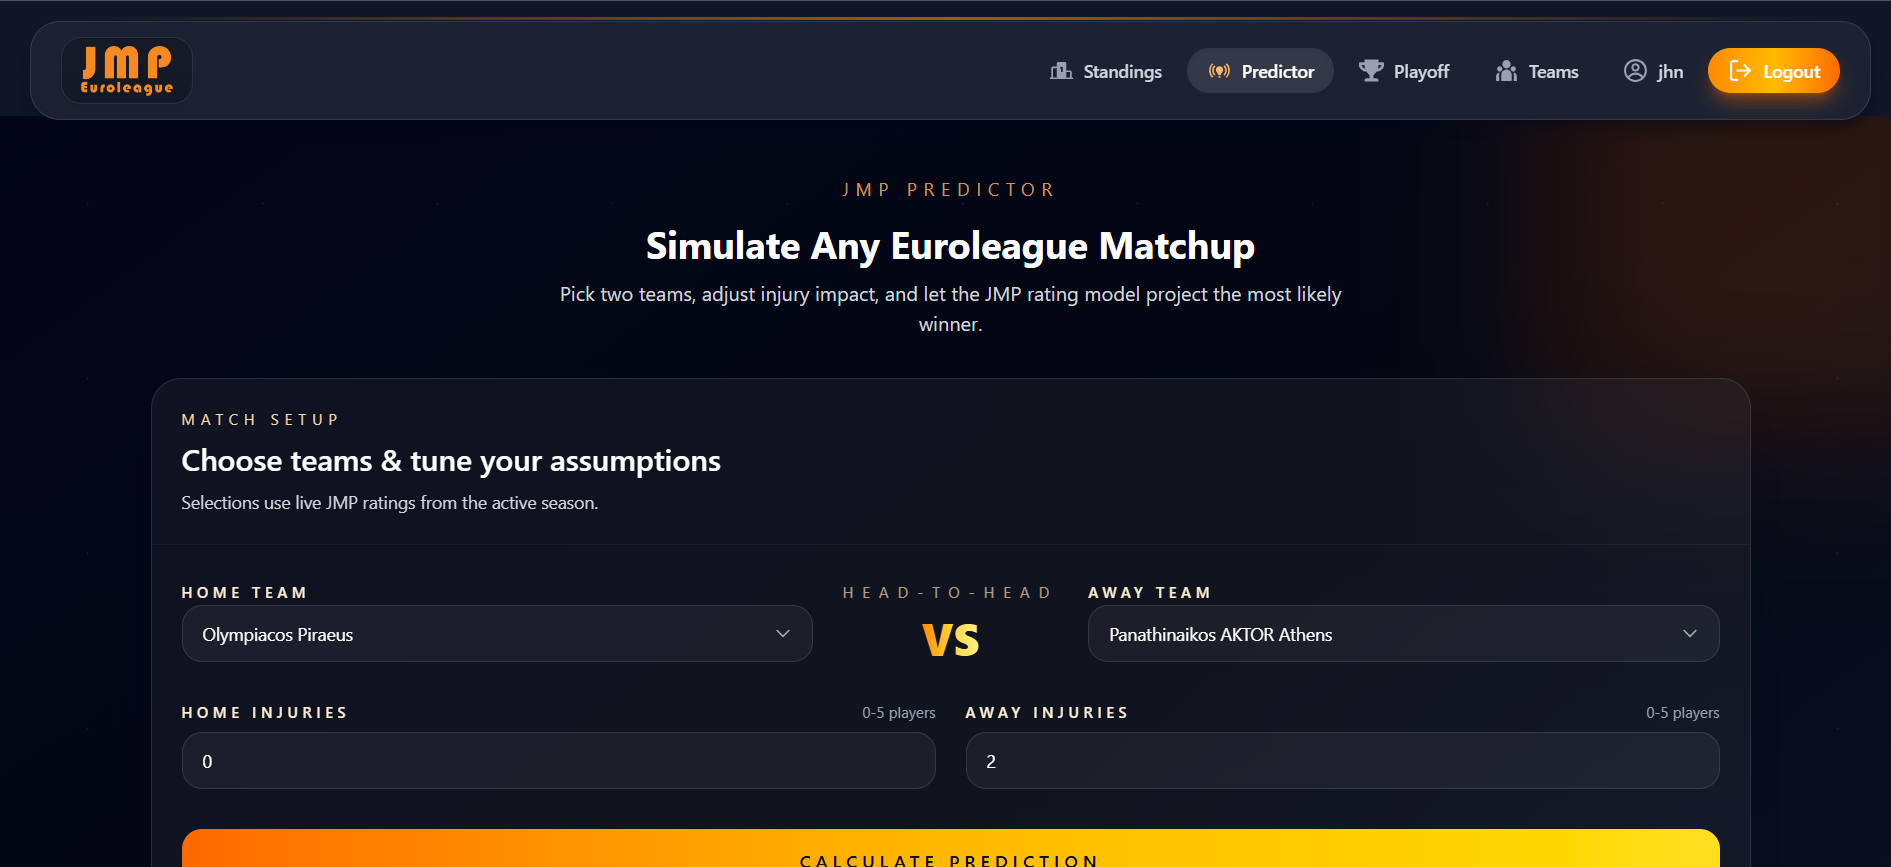 JMP
Euroleague
Standings
Predictor
Playoff
Teams
jhn
Logout
JMP PREDICTOR
Simulate Any Euroleague Matchup
Pick two teams, adjust injury impact, and let the JMP rating model project the most likely
winner.
MATCH SETUP
Choose teams & tune your assumptions
Selections use live JMP ratings from the active season.
HOME TEAM
Olympiacos Piraeus
HEAD-TO-HEAD
VS
AWAY TEAM
Panathinaikos AKTOR Athens
HOME INJURIES
0-5 players
0
AWAY INJURIES
0-5 players
2
CALCULATE PREDICTION